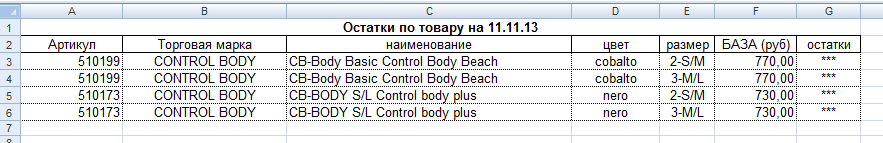 A B C D E F G
1 Остатки по товару на 11.11.13
2 Артикул Торговая марка наименование цвет размер БАЗА (руб) остатки
3 510199 CONTROL BODY CB-Body Basic Control Body Beach cobalto 2-S/M 770,00 ***
4 510199 CONTROL BODY CB-Body Basic Control Body Beach cobalto 3-M/L 770,00 ***
5 510173 CONTROL BODY CB-BODY S/L Control body plus nero 2-S/M 730,00 ***
6 510173 CONTROL BODY CB-BODY S/L Control body plus nero 3-M/L 730,00 ***
7